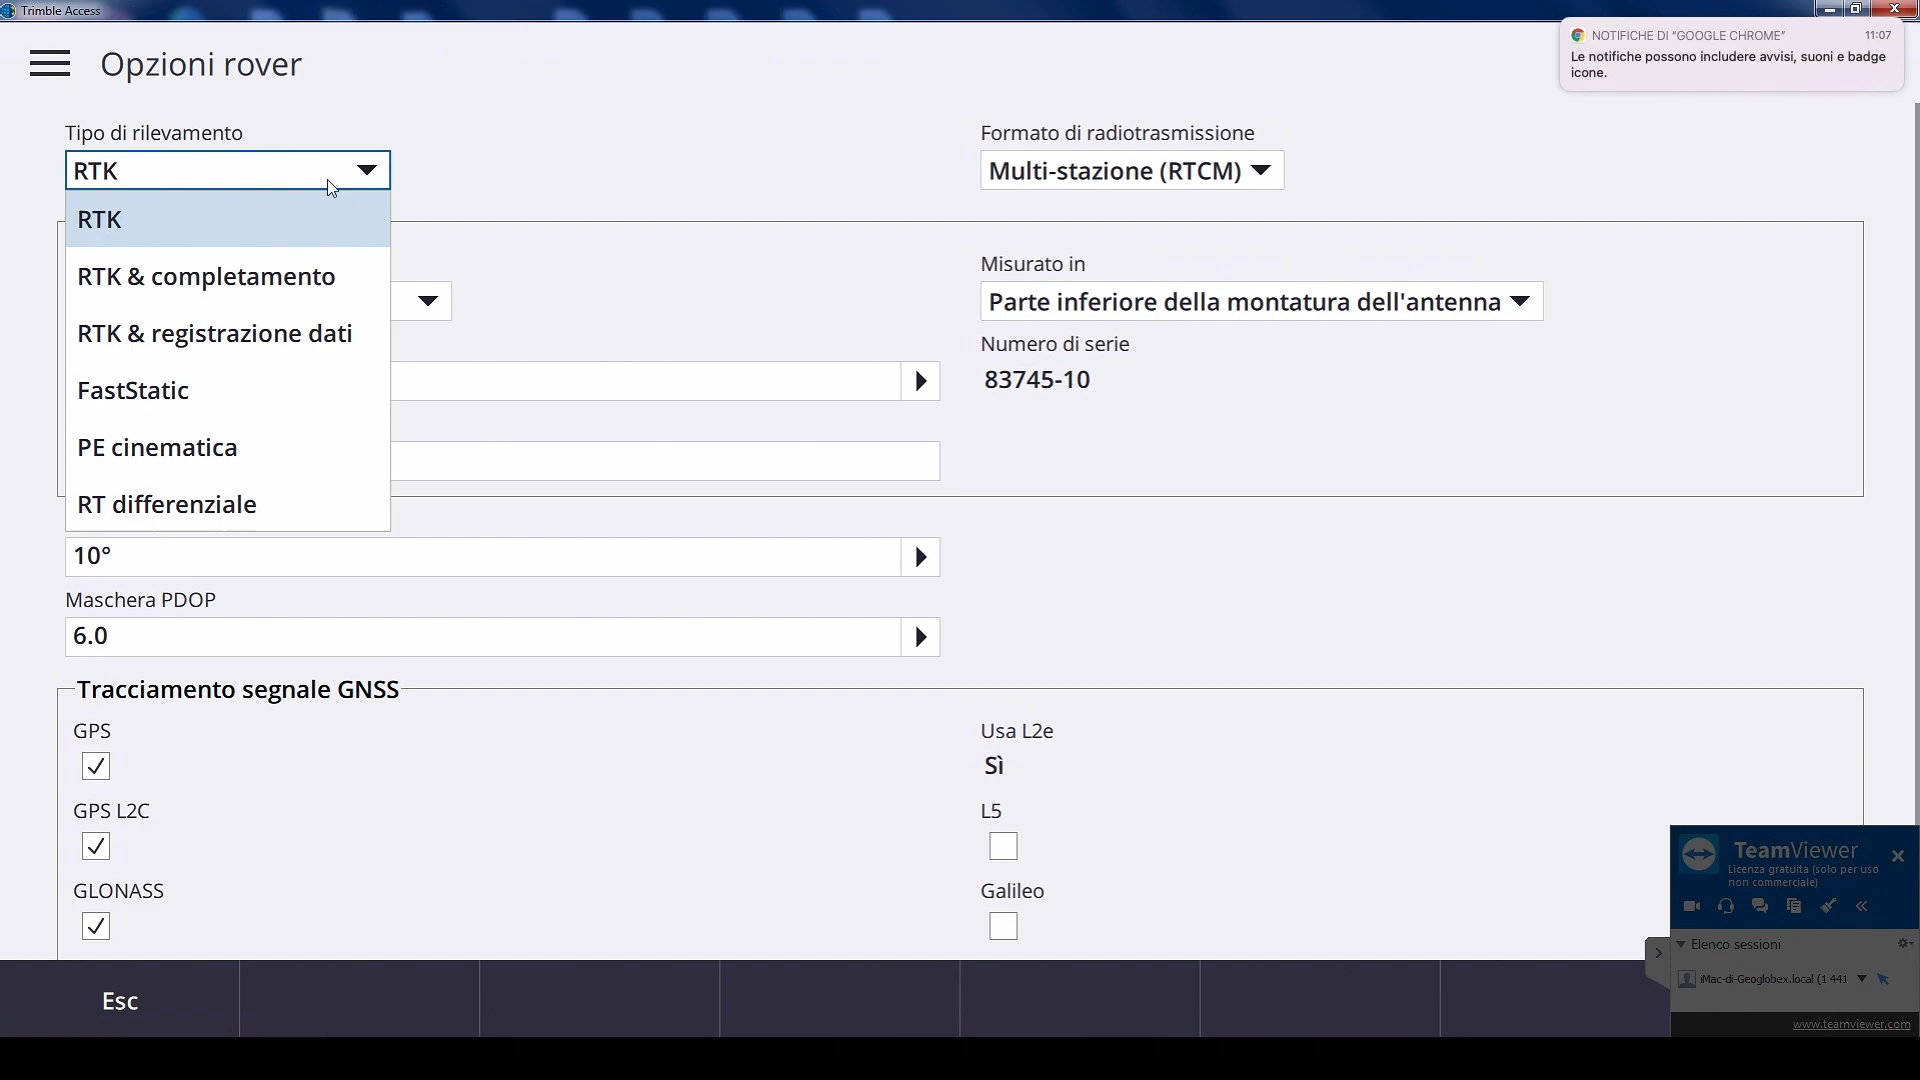 Trimble Access
Opzioni rover
NOTIFICHE DI “GOOGLE CHROME”
11:07
Le notifiche possono includere avvisi, suoni e badge
icone.
Tipo di rilevamento
RTK
RTK
RTK & completamento
RTK & registrazione dati
FastStatic
PE cinematica
RT differenziale
Formato di radiotrasmissione
Multi-stazione (RTCM)
Misurato in
Parte inferiore della montatura dell'antenna
Numero di serie
83745-10
10°
Maschera PDOP
6.0
Tracciamento segnale GNSS
GPS
Usa L2e
Sì
GPS L2C
L5
GLONASS
Galileo
TeamViewer
Licenza gratuita (solo per uso
non commerciale)
Elenco sessioni
iMac-di-Geoglobex.local (1 441
www.teamviewer.com
Esc